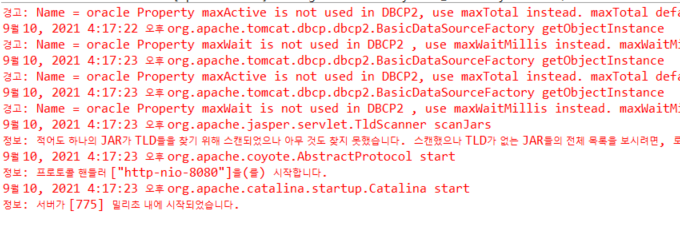 경고: Name = oracle Property maxActive is not used in DBCP2, use maxTotal instead. maxTotal defa
9월 10, 2021 4:17:22 오후 org.apache.tomcat.dbcp.dbcp2.BasicDataSourceFactory getObjectInstance
경고: Name = oracle Property maxWait is not used in DBCP2 , use maxWaitMillis instead. maxWaitMi
9월 10, 2021 4:17:23 오후 org.apache.tomcat.dbcp.dbcp2.BasicDataSourceFactory getObjectInstance
경고: Name = oracle Property maxActive is not used in DBCP2, use maxTotal instead. maxTotal defa
9월 10, 2021 4:17:23 오후 org.apache.tomcat.dbcp.dbcp2.BasicDataSourceFactory getObjectInstance
경고: Name = oracle Property maxWait is not used in DBCP2 , use maxWaitMillis instead. maxWaitMi
9월 10, 2021 4:17:23 오후 org.apache.jasper.servlet.TldScanner scanJars
정보: 적어도 하나의 JAR가 TLD들을 찾기 위해 스캔되었으나 아무 것도 찾지 못했습니다. 스캔했으나 TLD가 없는 JAR들의 전체 목록을 보시려면, 로
9월 10, 2021 4:17:23 오후 org.apache.coyote.AbstractProtocol start
정보: 프로토콜 핸들러 ["http-nio-8080"]을(를) 시작합니다.
9월 10, 2021 4:17:23 오후 org.apache.catalina.startup.Catalina start
정보: 서버가 [775] 밀리초 내에 시작되었습니다.